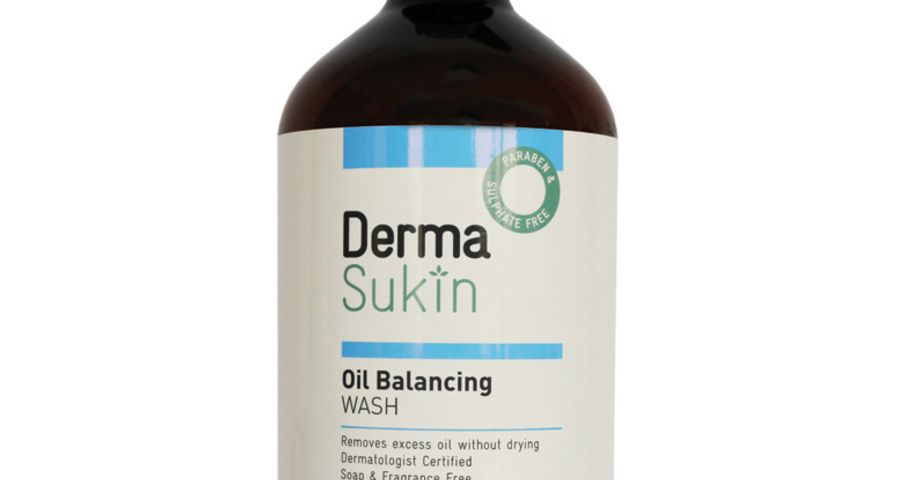 PARABEN &
SULPHATE FREE
Derma
Sukin
Oil Balancing
WASH
Removes excess oil without drying
Dermatologist Certified
Soap & Fragrance Free